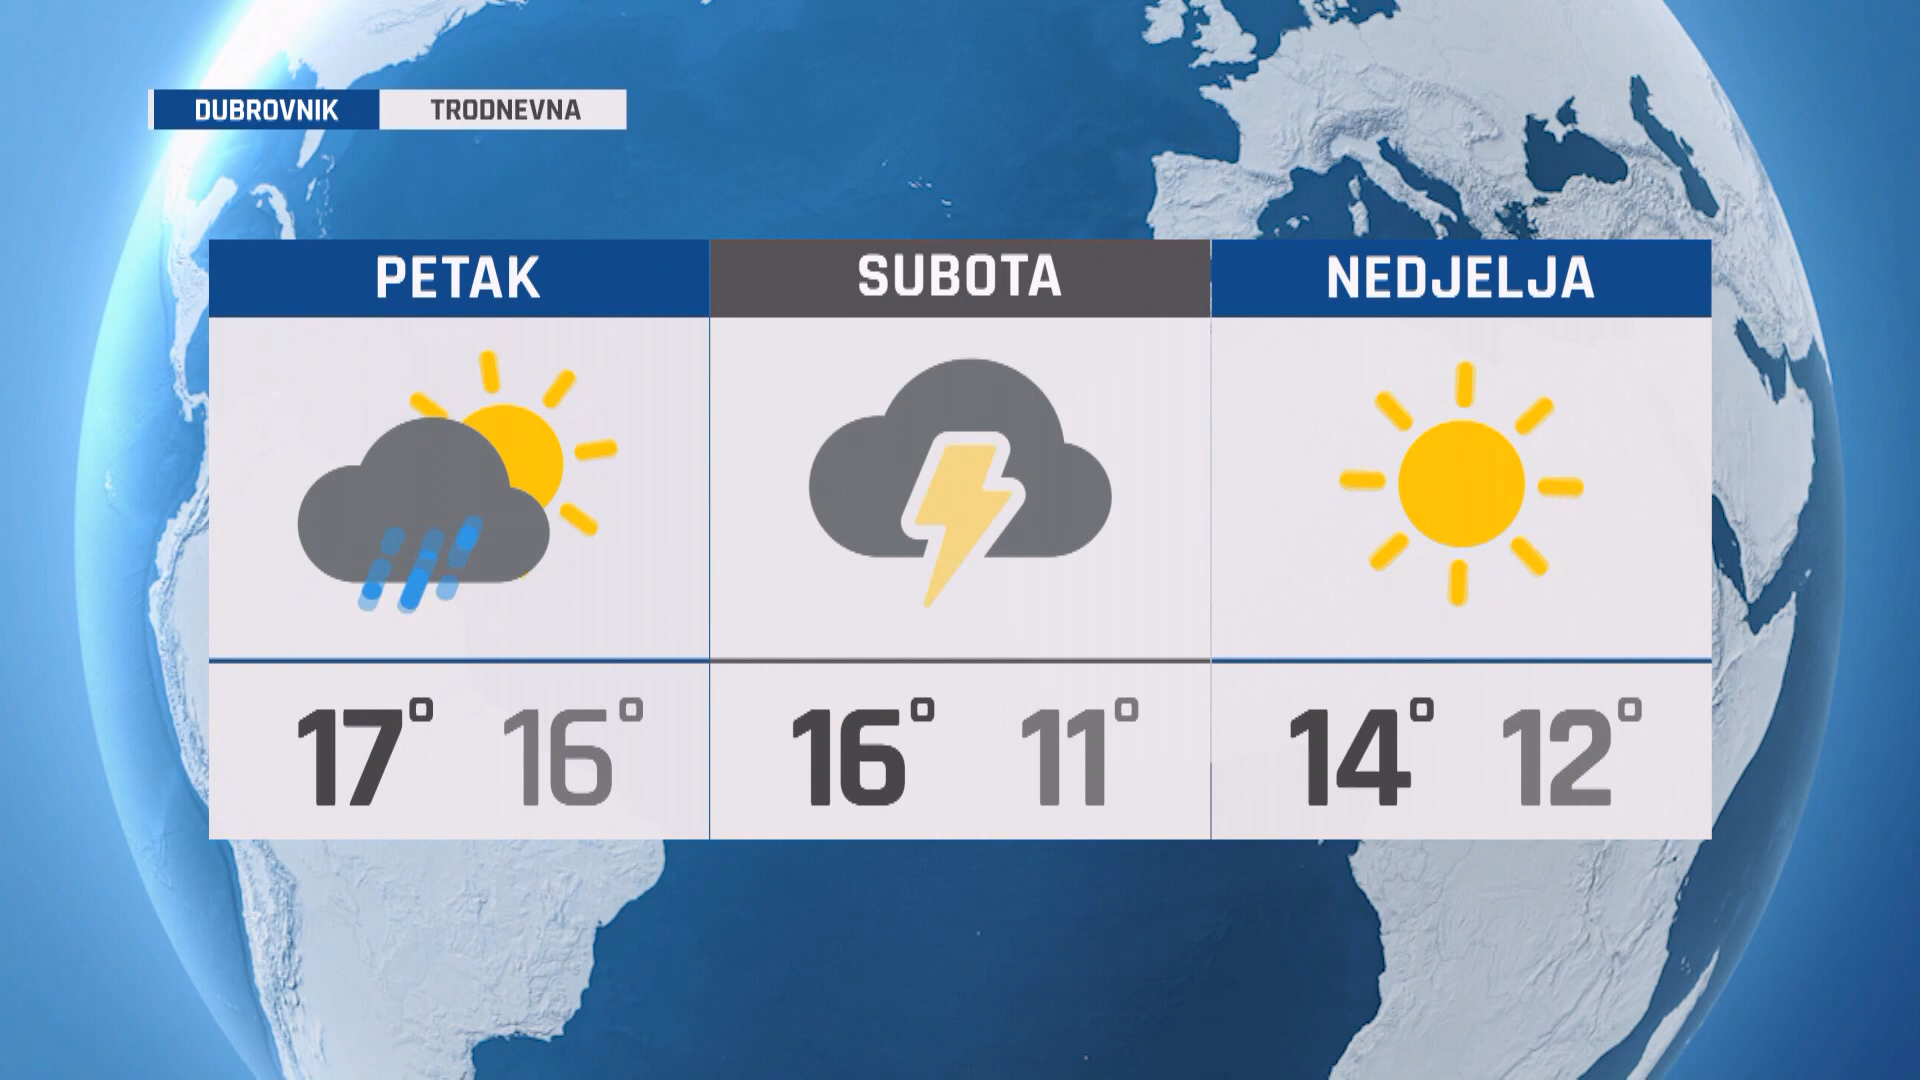 DUBROVNIK TRODNEVNA
PETAK SUBOTA NEDJELJA
17° 16° 16° 11° 14° 12°